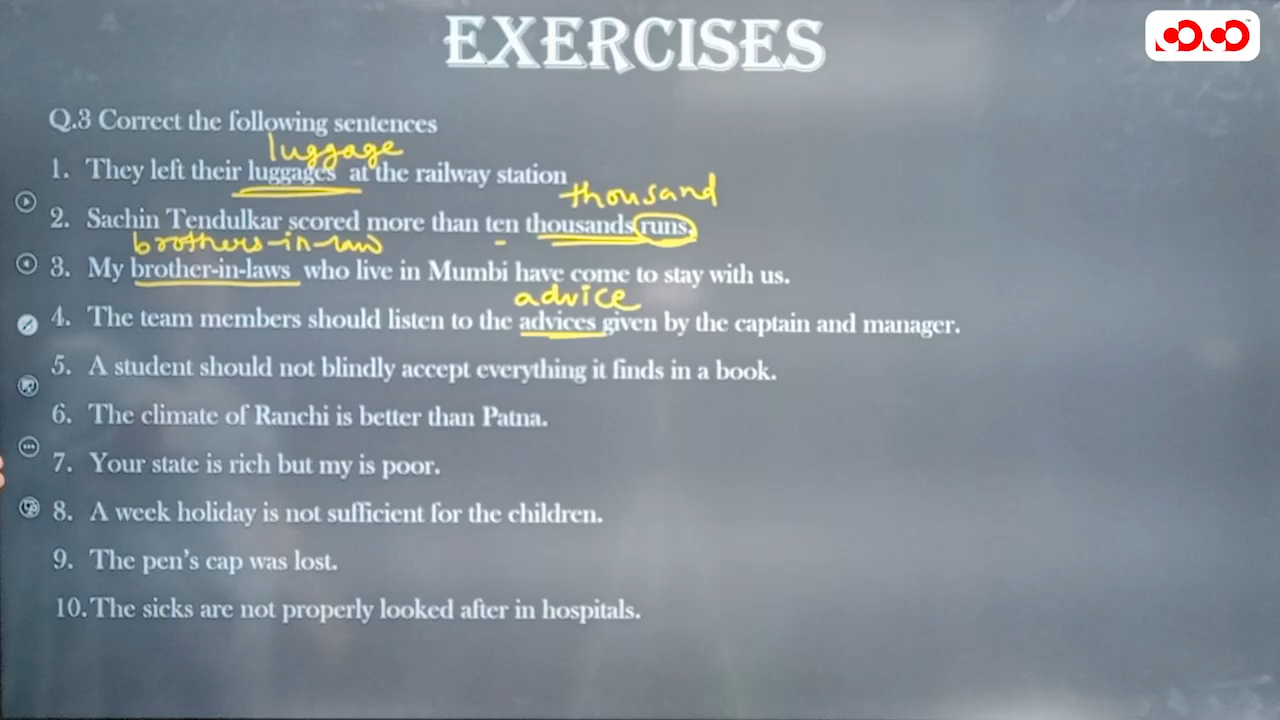 EXERCISES
Q.3 Correct the following sentences
luggage
1. They left their luggages at the railway station
thousand
2. Sachin Tendulkar scored more than ten thousands runs.
brothers-in-law
3. My brother-in-laws who live in Mumbi have come to stay with us.
advice
4. The team members should listen to the advices given by the captain and manager.
5. A student should not blindly accept everything it finds in a book.
6. The climate of Ranchi is better than Patna.
7. Your state is rich but my is poor.
8. A week holiday is not sufficient for the children.
9. The pen's cap was lost.
10. The sicks are not properly looked after in hospitals.